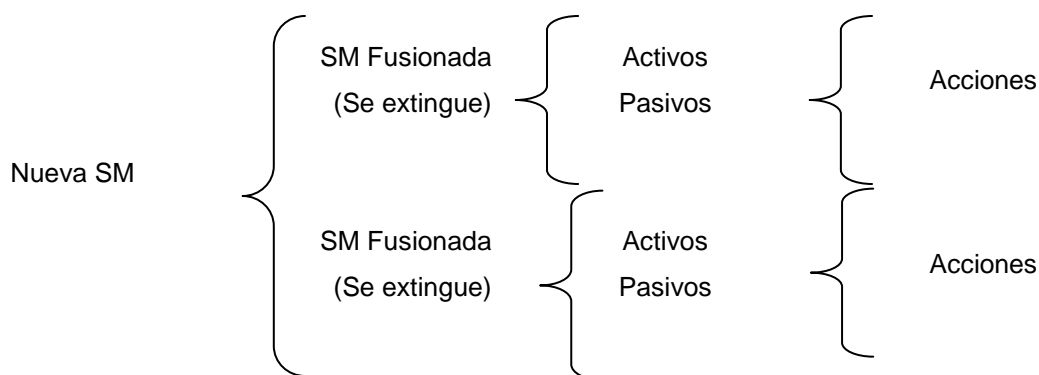 Nueva SM
SM Fusionada
(Se extingue)
Activos
Pasivos
Acciones
SM Fusionada
(Se extingue)
Activos
Pasivos
Acciones